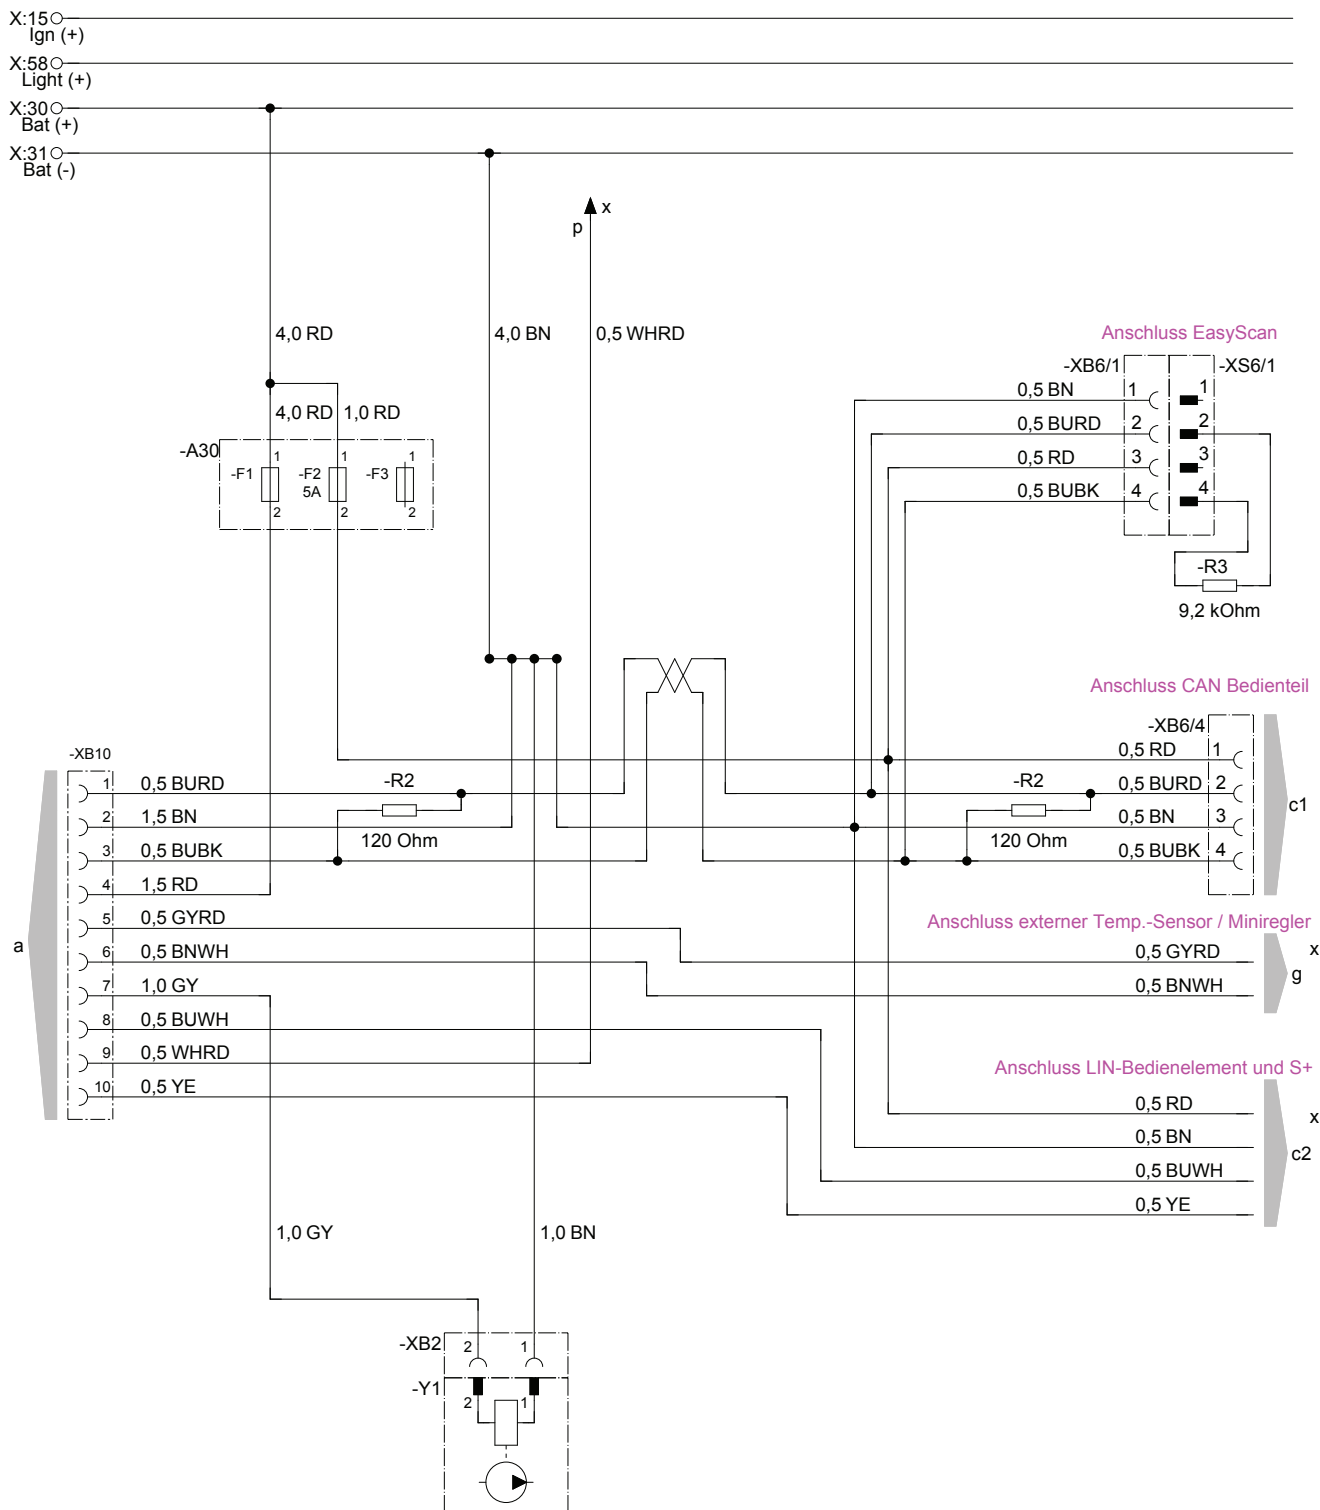 X:15
Ign (+)
X:58
Light (+)
X:30
Bat (+)
X:31
Bat (-)
x
p
4,0 RD
4,0 BN
0,5 WHRD
Anschluss EasyScan
-XB6/1
-XS6/1
0,5 BN
1
1
0,5 BURD
2
2
0,5 RD
3
3
0,5 BUBK
4
4
4,0 RD
1,0 RD
-A30
1
1
1
-F1
-F2
5A
-F3
2
2
2
-R3
9,2 kOhm
Anschluss CAN Bedienteil
-XB6/4
0,5 RD
1
0,5 BURD
2
0,5 BN
3
0,5 BUBK
4
c1
-R2
120 Ohm
-R2
120 Ohm
-XB10
1
0,5 BURD
2
1,5 BN
3
0,5 BUBK
4
1,5 RD
5
0,5 GYRD
6
0,5 BNWH
7
1,0 GY
8
0,5 BUWH
9
0,5 WHRD
10
0,5 YE
a
Anschluss externer Temp.-Sensor / Miniregler
0,5 GYRD
x
0,5 BNWH
g
Anschluss LIN-Bedienelement und S+
0,5 RD
x
0,5 BN
c2
0,5 BUWH
0,5 YE
1,0 GY
1,0 BN
-XB2
2
1
-Y1
2
1